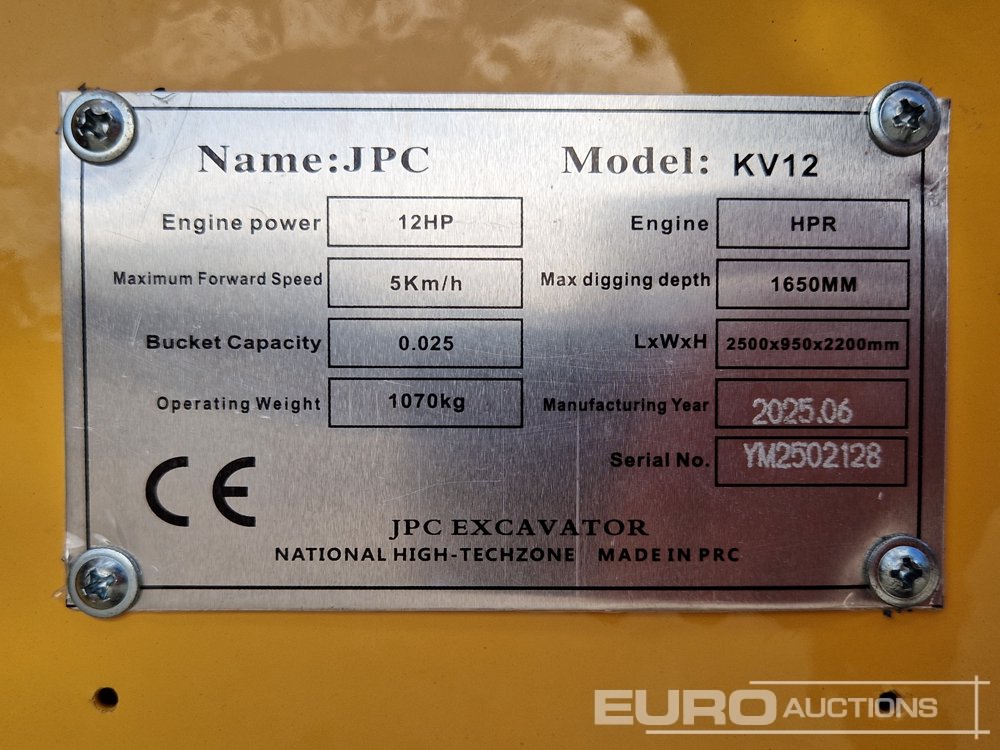 Name:JPC Model: KV12
Engine power 12HP Engine HPR
Maximum Forward Speed 5Km/h Max digging depth 1650MM
Bucket Capacity 0.025 LxWxH 2500x950x2200mm
Operating Weight 1070kg Manufacturing Year 2025.06
Serial No. YM2502128
CE
JPC EXCAVATOR
NATIONAL HIGH-TECHZONE MADE IN PRC
EURO AUCTIONS